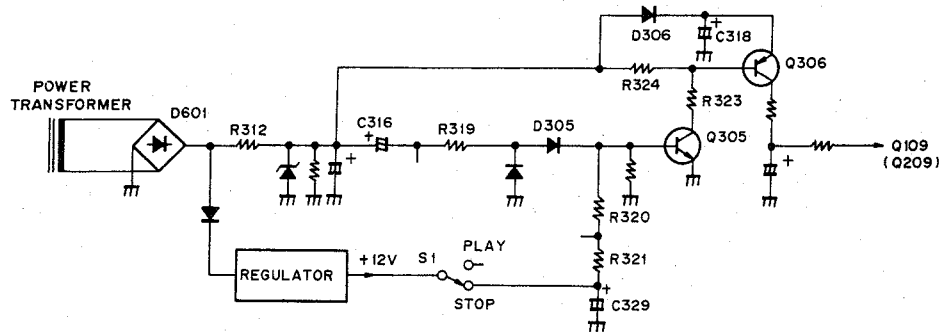 D306
C318
+
Q306
R324
POWER
TRANSFORMER
D601
R323
R312
C316
+
+
R319
D305
Q305
+
Q109
(Q209)
R320
PLAY
+12V
S1
R321
REGULATOR
STOP
+
C329